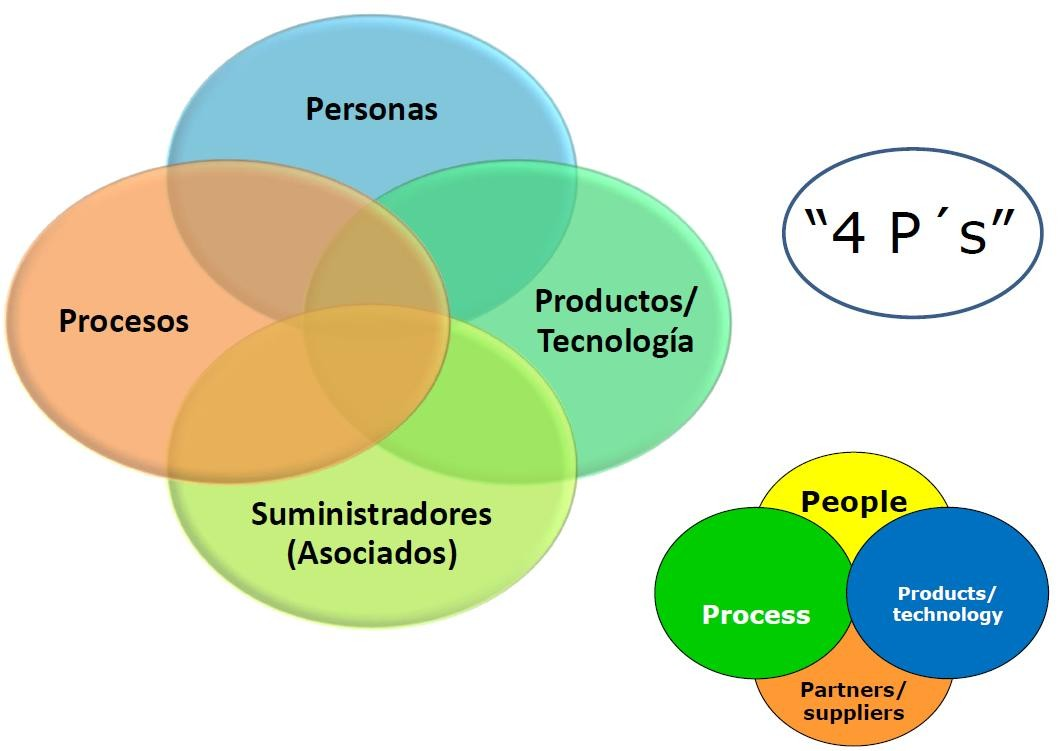 Personas
Procesos
Productos/
Tecnología
Suministradores
(Asociados)
“4 P´s”
People
Process
Products/
technology
Partners/
suppliers